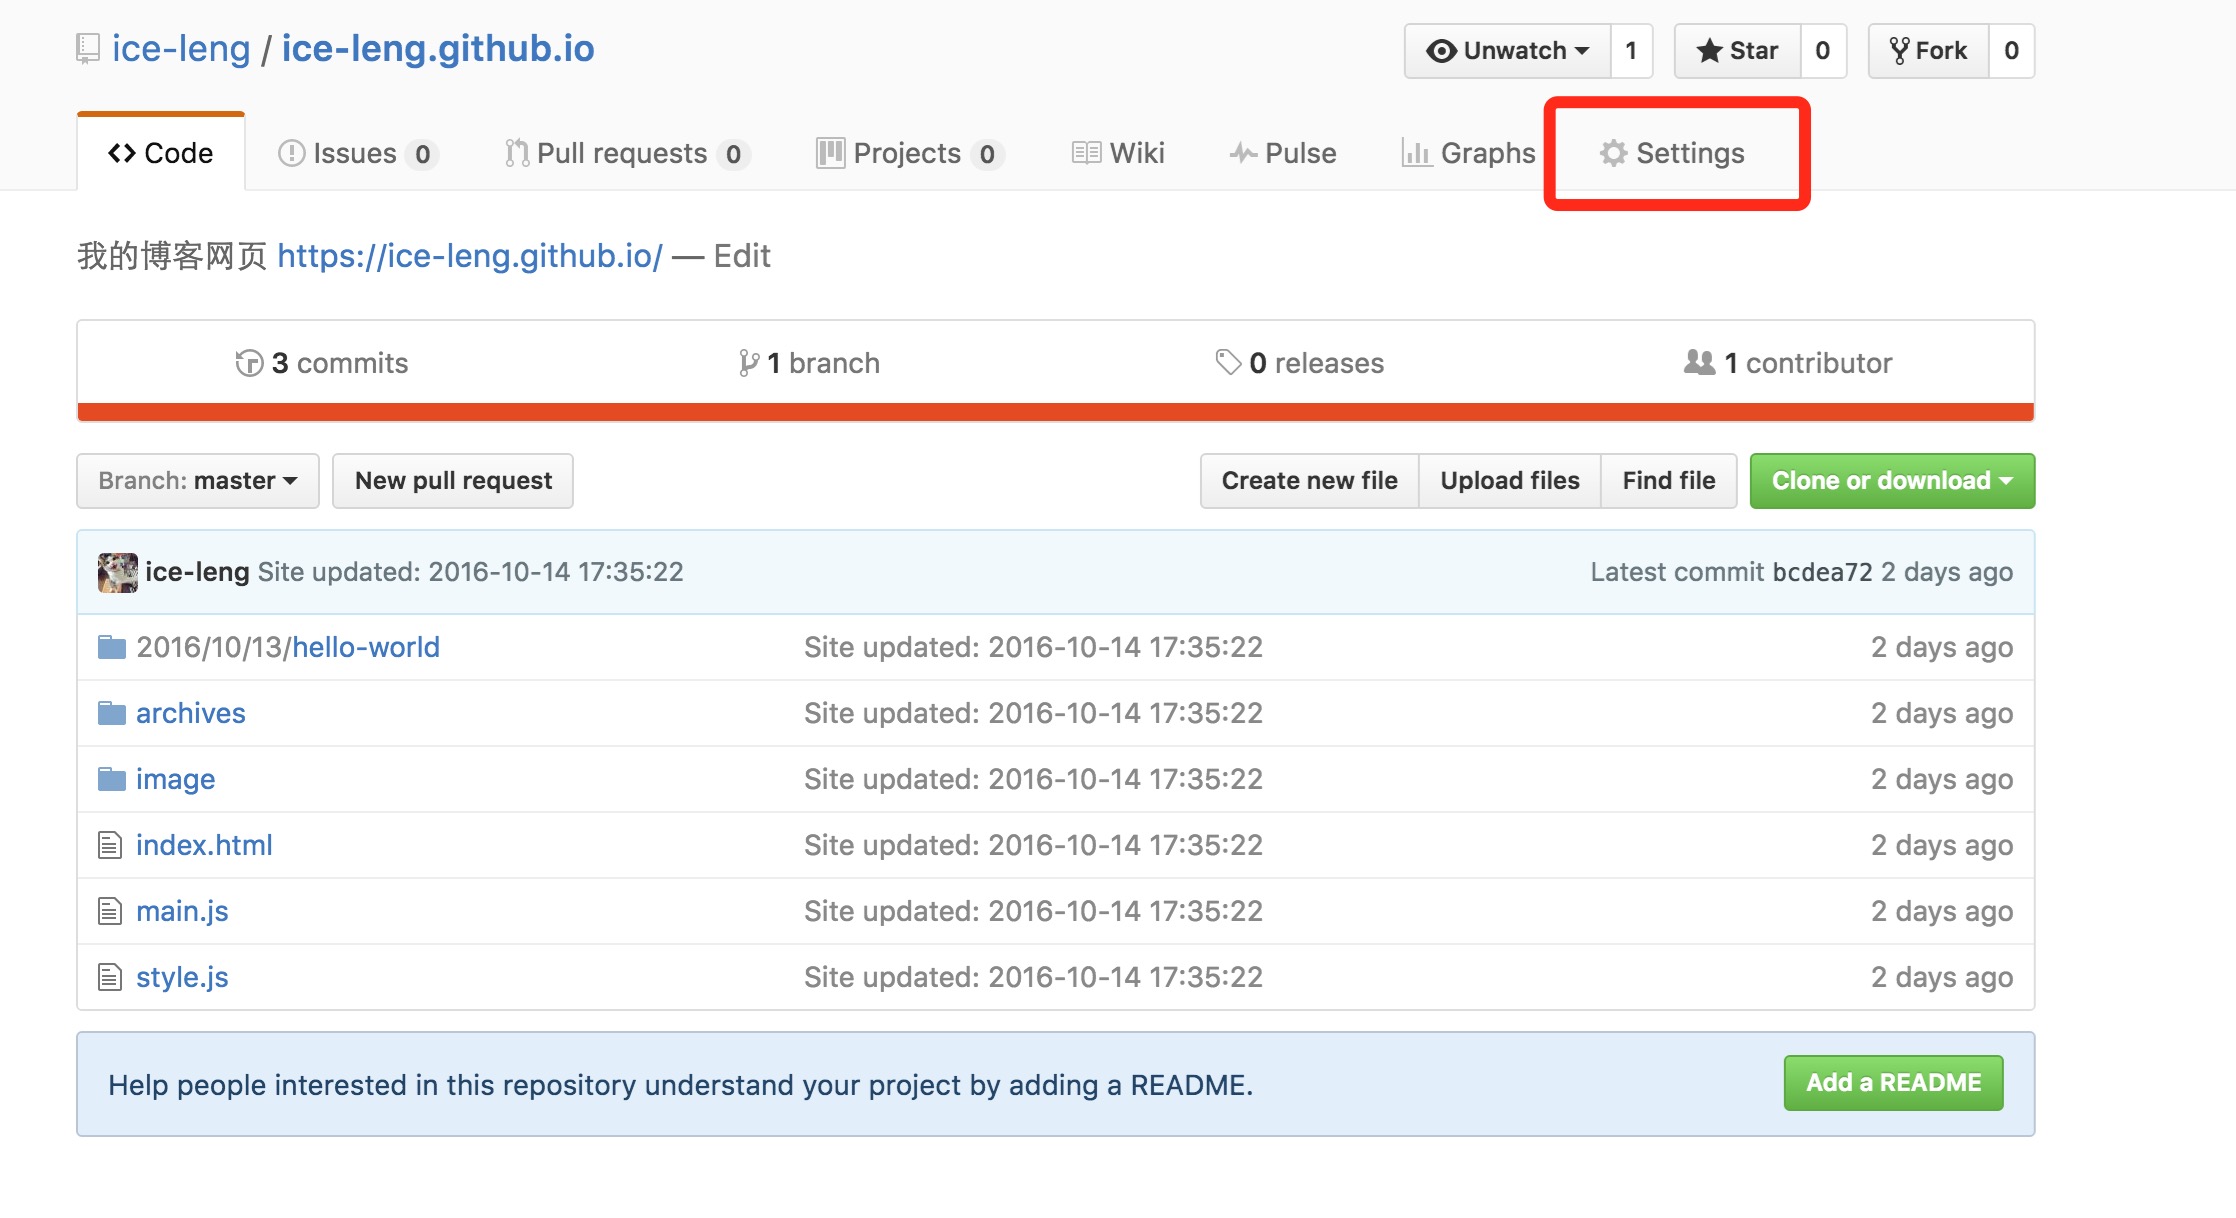 ice-leng / ice-leng.github.io
Unwatch 1 Star 0 Fork 0
Code Issues 0 Pull requests 0 Projects 0 Wiki Pulse Graphs Settings
我的博客网页 https://ice-leng.github.io/ — Edit
3 commits 1 branch 0 releases 1 contributor
Branch: master New pull request Create new file Upload files Find file Clone or download
ice-leng Site updated: 2016-10-14 17:35:22 Latest commit bcdea72 2 days ago
2016/10/13/hello-world Site updated: 2016-10-14 17:35:22 2 days ago
archives Site updated: 2016-10-14 17:35:22 2 days ago
image Site updated: 2016-10-14 17:35:22 2 days ago
index.html Site updated: 2016-10-14 17:35:22 2 days ago
main.js Site updated: 2016-10-14 17:35:22 2 days ago
style.js Site updated: 2016-10-14 17:35:22 2 days ago
Help people interested in this repository understand your project by adding a README. Add a README